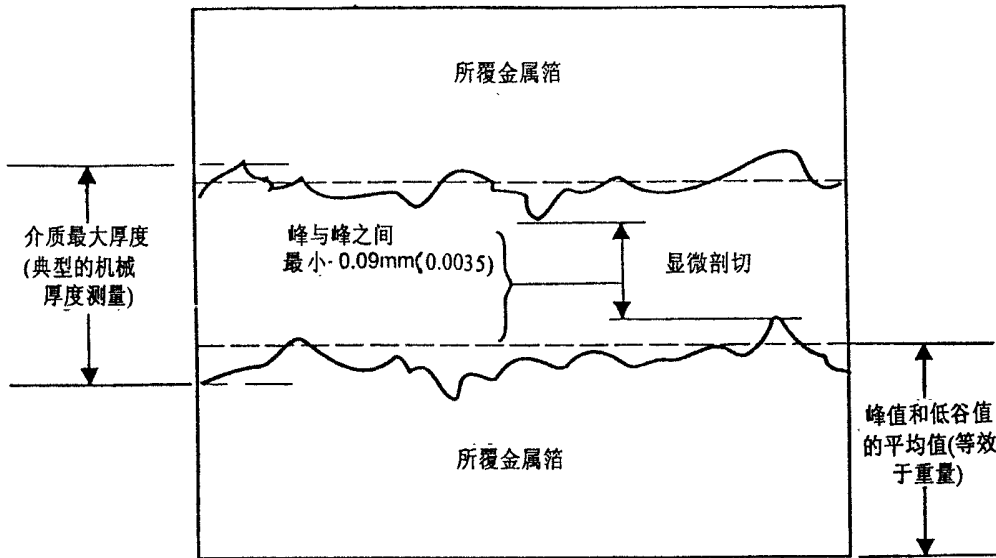 所覆金属箔
介质最大厚度
(典型的机械
厚度测量)
峰与峰之间
最小- 0.09mm(0.0035)
显微剖切
峰值和低谷值
的平均值(等效
于重量)
所覆金属箔